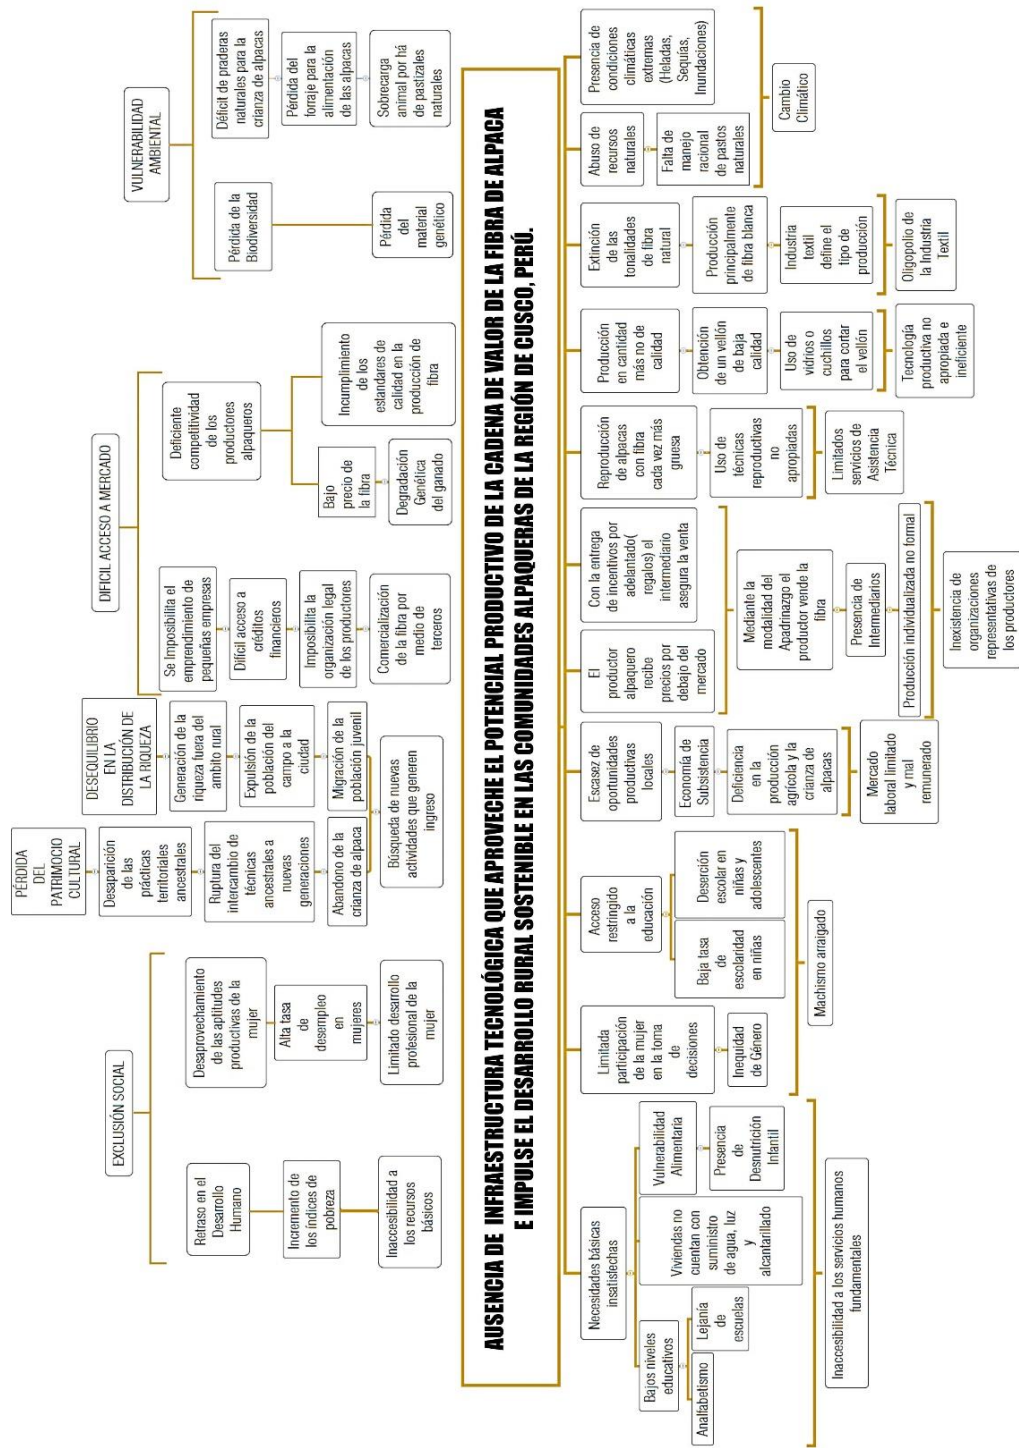 EXCLUSIÓN SOCIAL
Retraso en el
Desarrollo
Humano
Incremento de
los índices de
pobreza
Inaccesibilidad a
los recursos
básicos
Desaprovechamiento
de las aptitudes
productivas de la
mujer
Alta tasa
de
desempleo
en
mujeres
Limitado desarrollo
profesional de la
mujer
PÉRDIDA
DEL
PATRIMOCIO
CULTURAL
Desaparición
de las
prácticas
territoriales
ancestrales
Ruptura del
intercambio de
técnicas
ancestrales a
nuevas
generaciones
Abandono de la
crianza de alpaca
DESEQUILIBRO
EN LA
DISTRIBUCIÓN DE
LA RIQUEZA
Generación de la
riqueza fuera del
ambito rural
Expulsión de la
población del
campo a la
ciudad
Migración de la
población juvenil
Búsqueda de nuevas
actividades que generen
ingreso
DIFICIL ACCESO A MERCADO
Se Imposibilita el
emprendimiento de
pequeñas empresas
Difícil acceso a
créditos
financieros
Imposibilita la
organización legal
de los productores
Comercialización
de la fibra por
medio de
terceros
Deficiente
competitividad
de los
productores
alpaqueros
Bajo
precio de
la fibra
Degradación
Genética
del ganado
Incumplimiento
de los
estandares de
calidad en la
producción de
fibra
VULNERABILIDAD
AMBIENTAL
Pérdida de la
Biodiversidad
Pérdida
del
material
genético
Déficit de praderas
naturales para la
crianza de alpacas
Pérdida del
forraje para la
alimentación
de las alpacas
Sobrecarga
animal por há
de pastizales
naturales
AUSENCIA DE INFRAESTRUCTURA TECNOLÓGICA QUE APROVECHE EL POTENCIAL PRODUCTIVO DE LA CADENA DE VALOR DE LA FIBRA DE ALPACA
E IMPULSE EL DESARROLLO RURAL SOSTENIBLE EN LAS COMUNIDADES ALPAQUERAS DE LA REGIÓN DE CUSCO, PERÚ.
Necesidades básicas
insatisfechas
Bajos niveles
educativos
Analfabetismo
Lejanía
de
escuelas
Viviendas no
cuentan con
suministro
de agua, luz
y
alcantarillado
Vulnerabilidad
Alimentaria
Presencia
de
Desnutrición
Infantil
Inaccesibilidad a los servicios humanos
fundamentales
Limitada
participación
de la mujer
en la toma
de
decisiones
Inequidad
de Género
Acceso
restringido
a la
educación
Baja tasa
de
escolaridad
en niñas
Deserción
escolar en
niñas y
adolescentes
Machismo arraigado
Escasez de
oportunidades
productivas
locales
Economía de
Subsistencia
Deficiencia
en la
producción
agrícola y la
crianza de
alpacas
Mercado
laboral limitado
y mal
remunerado
El
productor
alpaquero
recibe
precios por
debajo del
mercado
Con la entrega
de incentivos por
adelantado(
regalos) el
intermediario
asegura la venta
Mediante la
modalidad del
Apadrinazgo el
productor vende la
fibra
Presencia de
Intermediarios
Producción individualizada no formal
Inexistencia de
organizaciones
representativas de
los productores
Reproducción
de alpacas
con fibra
cada vez más
gruesa
Uso de
técnicas
reproductivas
no
apropiadas
Limitados
servicios de
Asistencia
Técnica
Producción
en cantidad
más no de
calidad
Obtención
de un vellón
de baja
calidad
Uso de
vidrios o
cuchillos
para cortar
el vellón
Tecnología
productiva no
apropiada e
ineficiente
Extinción
de las
tonalidades
de fibra
natural
Producción
principalmente
de fibra blanca
Industria
textil
define el
tipo de
producción
Oligopolio de
la Industria
Textil
Abuso de
recursos
naturales
Falta de
manejo
racional
de pastos
naturales
Presencia de
condiciones
climáticas
extremas
(Heladas,
Sequías,
Inundaciones)
Cambio
Climático